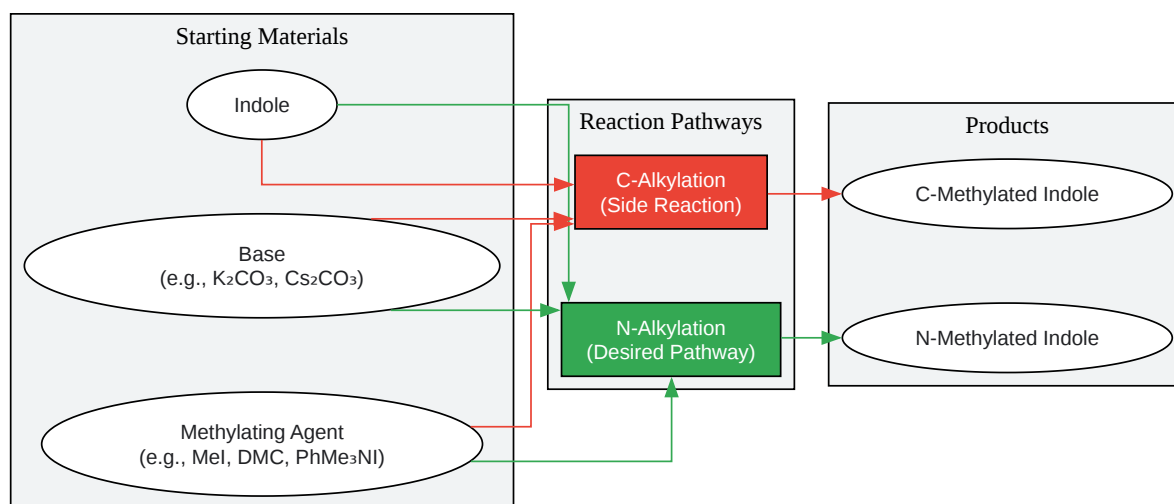 Starting Materials
Indole
Base
(e.g., K₂CO₃, Cs₂CO₃)
Methylating Agent
(e.g., MeI, DMC, PhMe₃NI)
Reaction Pathways
C-Alkylation
(Side Reaction)
N-Alkylation
(Desired Pathway)
Products
C-Methylated Indole
N-Methylated Indole